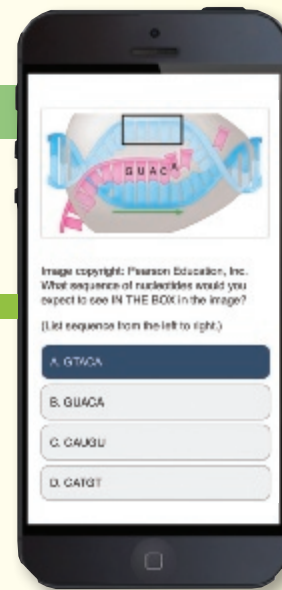 GUAC
Image copyright: Pearson Education, Inc.
What sequence of nucleotides would you
expect to see IN THE BOX in the image?
(List sequence from the left to right.)
A. GTACA
B. GUACA
C. CAUGU
D. CATGT